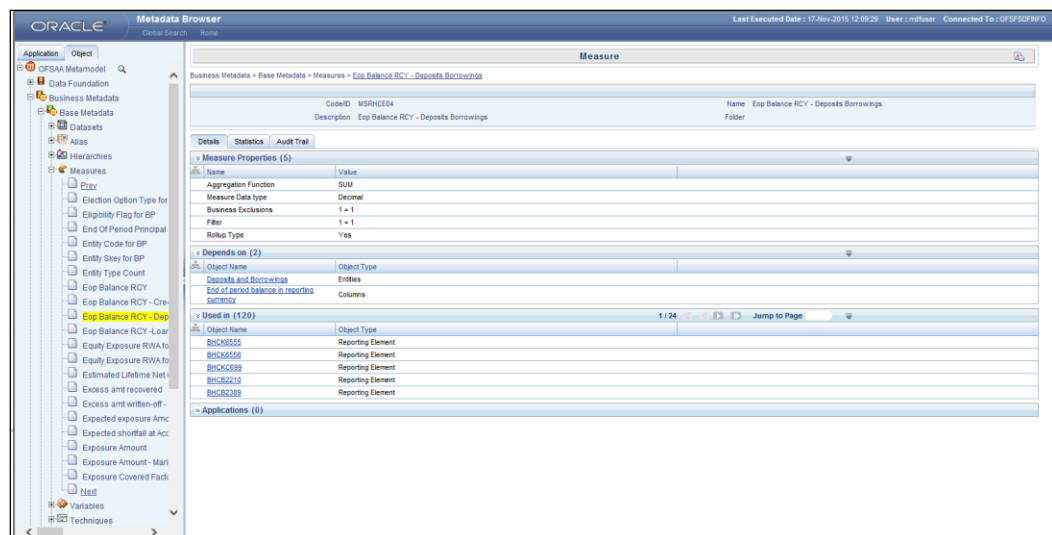 ORACLE Metadata Browser Last Executed Date : 17-Nov-2015 12:09:29 User : mdfuser Connected To : OFSFSDFINFO
Global Search Home
Application Object
OFSAA Metamodel
Data Foundation
Business Metadata
Base Metadata
Datasets
Alias
Hierarchies
Measures
Prev
Election Option Type for
Eligibility Flag for BP
End Of Period Principal
Entity Code for BP
Entity Skey for BP
Entity Type Count
Eop Balance RCY
Eop Balance RCY - Cre
Eop Balance RCY - Dep
Eop Balance RCY -Loar
Equity Exposure RWA fo
Equity Exposure RWA fo
Estimated Lifetime Net
Excess amt recovered
Excess amt written-off -
Expected exposure Amc
Expected shortfall at Acc
Exposure Amount
Exposure Amount - Mar
Exposure Covered Fact
Next
Variables
Techniques
Measure
Business Metadata > Base Metadata > Measures > Eop Balance RCY - Deposits Borrowings
Code/ID MSRHCE04 Name Eop Balance RCY - Deposits Borrowings
Description Eop Balance RCY - Deposits Borrowings Folder
Details Statistics Audit Trail
Measure Properties (5)
Name Value
Aggregation Function SUM
Measure Data type Decimal
Business Exclusions 1 = 1
Filter 1 = 1
Rollup Type Yes
Depends on (2)
Object Name Object Type
Deposits and Borrowings Entities
End of period balance in reporting Columns
currency
Used in (120) 1 / 24 Jump to Page
Object Name Object Type
BHCK6555 Reporting Element
BHCK6556 Reporting Element
BHCKC699 Reporting Element
BHCB2210 Reporting Element
BHCB2389 Reporting Element
Applications (0)